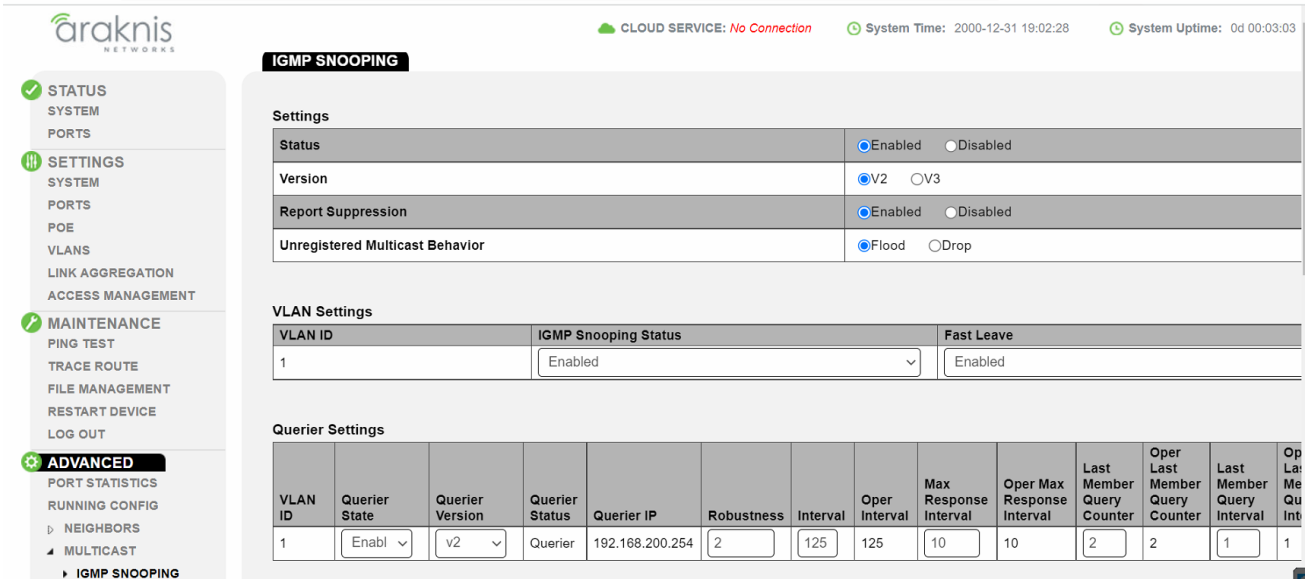 araknis
NETWORKS
CLOUD SERVICE: No Connection
System Time: 2000-12-31 19:02:28
System Uptime: 0d 00:03:03
IGMP SNOOPING
STATUS
SYSTEM
PORTS
SETTINGS
SYSTEM
PORTS
POE
VLANS
LINK AGGREGATION
ACCESS MANAGEMENT
MAINTENANCE
PING TEST
TRACE ROUTE
FILE MANAGEMENT
RESTART DEVICE
LOG OUT
ADVANCED
PORT STATISTICS
RUNNING CONFIG
NEIGHBORS
MULTICAST
IGMP SNOOPING
Settings
Status Enabled Disabled
Version V2 V3
Report Suppression Enabled Disabled
Unregistered Multicast Behavior Flood Drop
VLAN Settings
VLAN ID IGMP Snooping Status Fast Leave
1 Enabled Enabled
Querier Settings
VLAN
ID
Querier
State
Querier
Version
Querier
Status
Querier IP
Robustness
Interval
Oper
Interval
Max
Response
Interval
Oper Max
Response
Interval
Last
Member
Query
Counter
Oper
Last
Member
Query
Counter
Last
Member
Query
Interval
1 Enabl v2 Querier 192.168.200.254 2 125 125 10 10 2 2 1 1